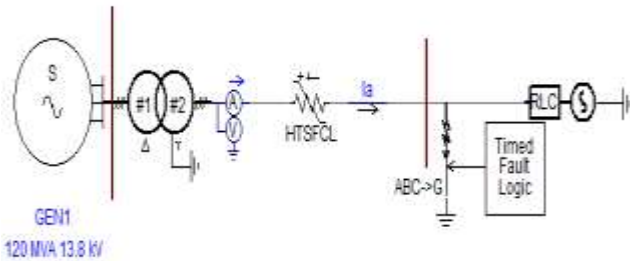 S
#1 #2
A
V
HTSFCL
Ia
RLC
ABC->G
Timed
Fault
Logic
GEN1
120 MVA 13.8 kV